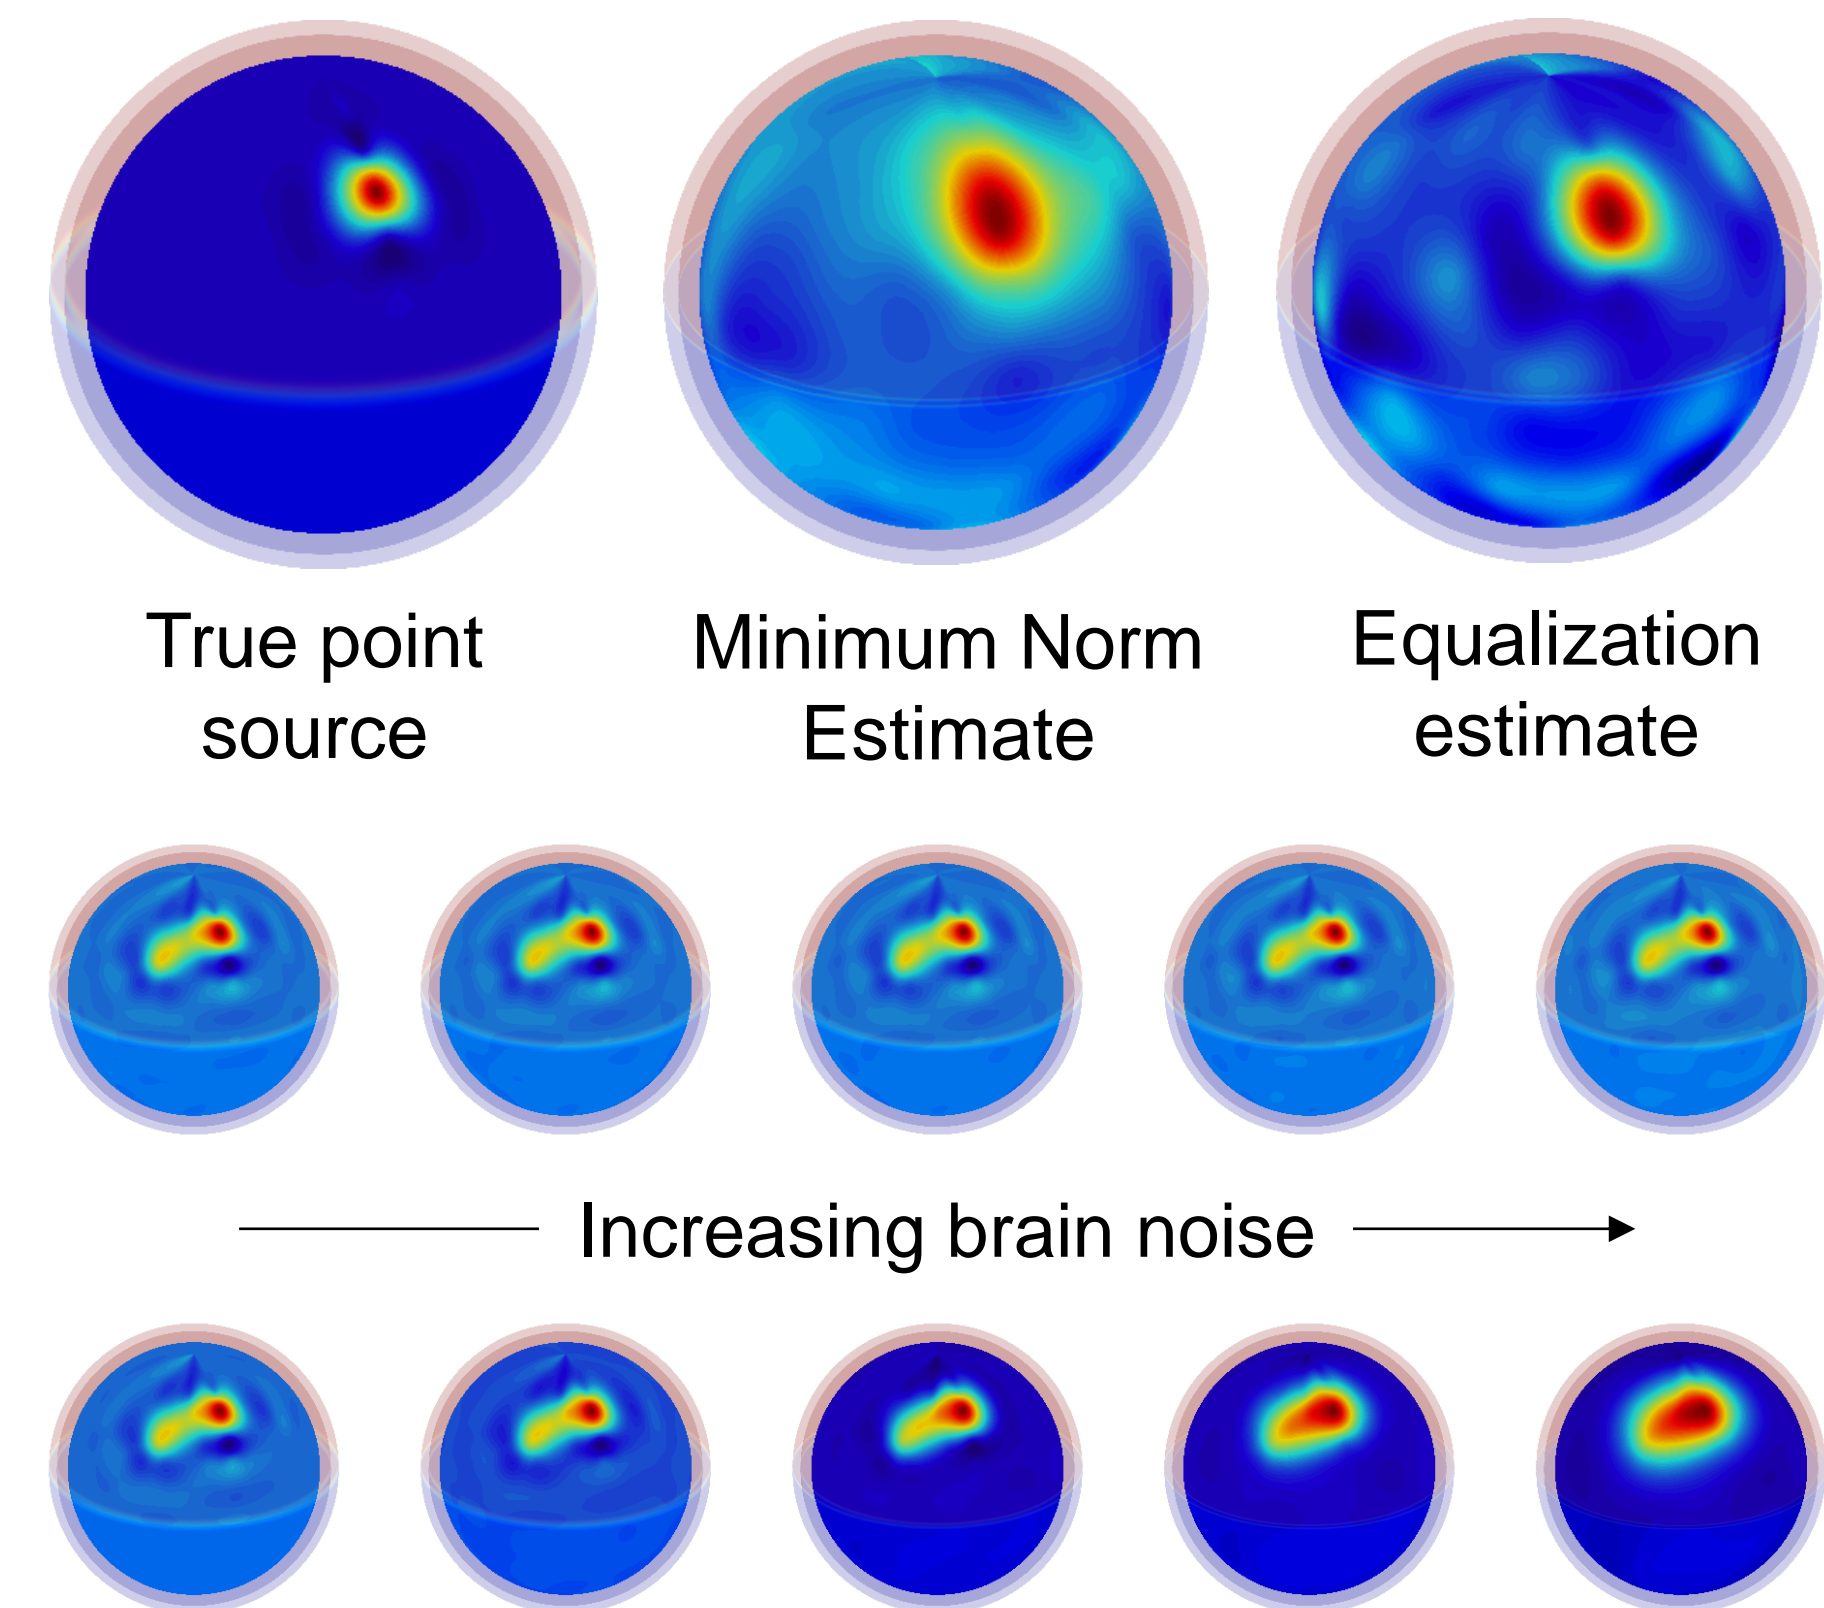 True point
source
Minimum Norm
Estimate
Equalization
estimate
Increasing brain noise